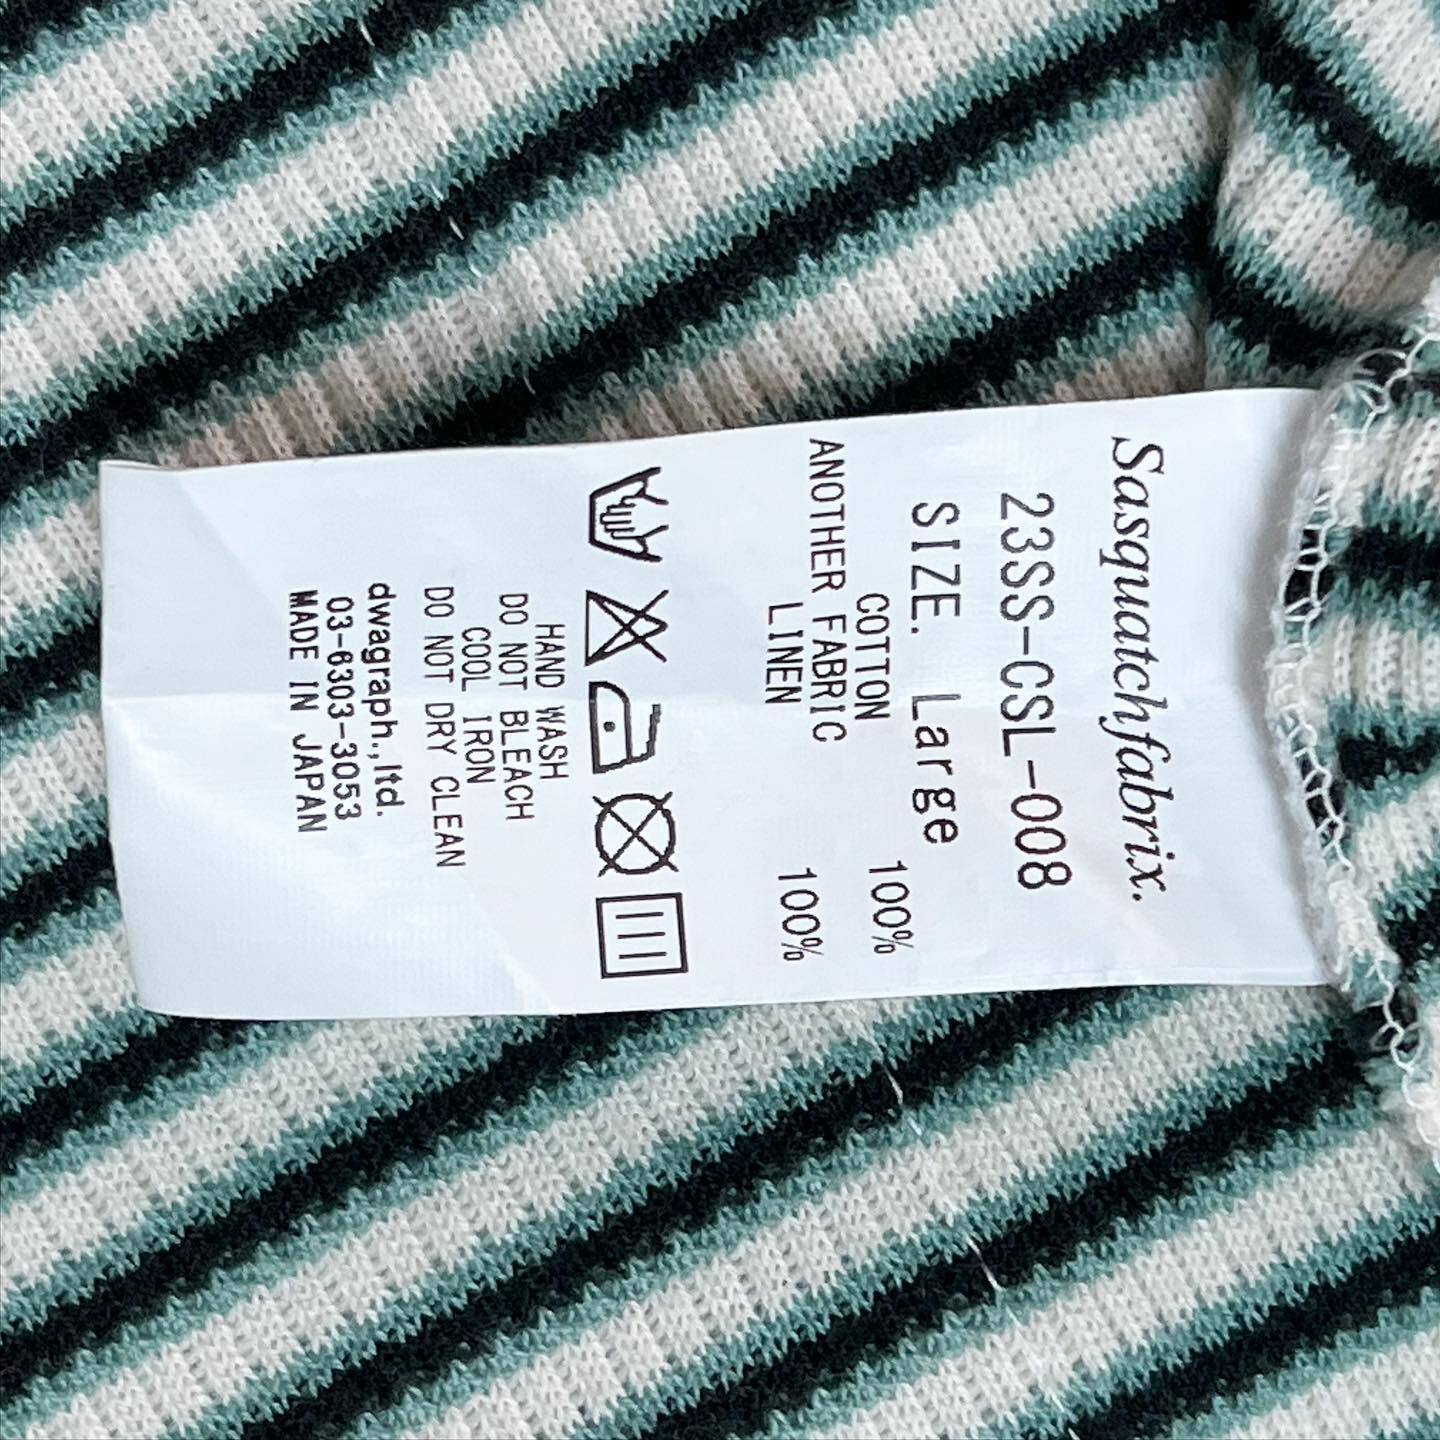 Sasquatchfabrix.
23SS-CSL-008
SIZE. Large
COTTON 100%
ANOTHER FABRIC
LINEN 100%
HAND WASH
DO NOT BLEACH
COOL IRON
DO NOT DRY CLEAN
dwagraph.,ltd.
03-6303-3053
MADE IN JAPAN